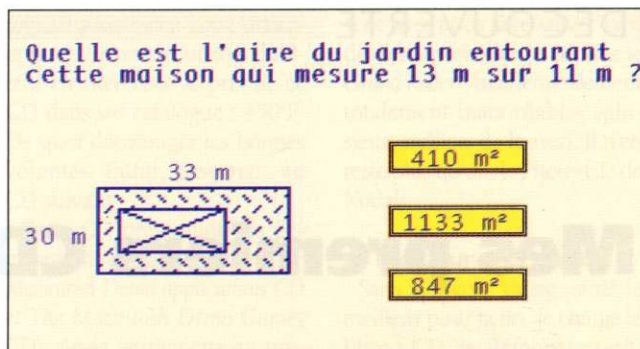 Quelle est l'aire du jardin entourant
cette maison qui mesure 13 m sur 11 m ?
33 m
30 m
410 m²
1133 m²
847 m²